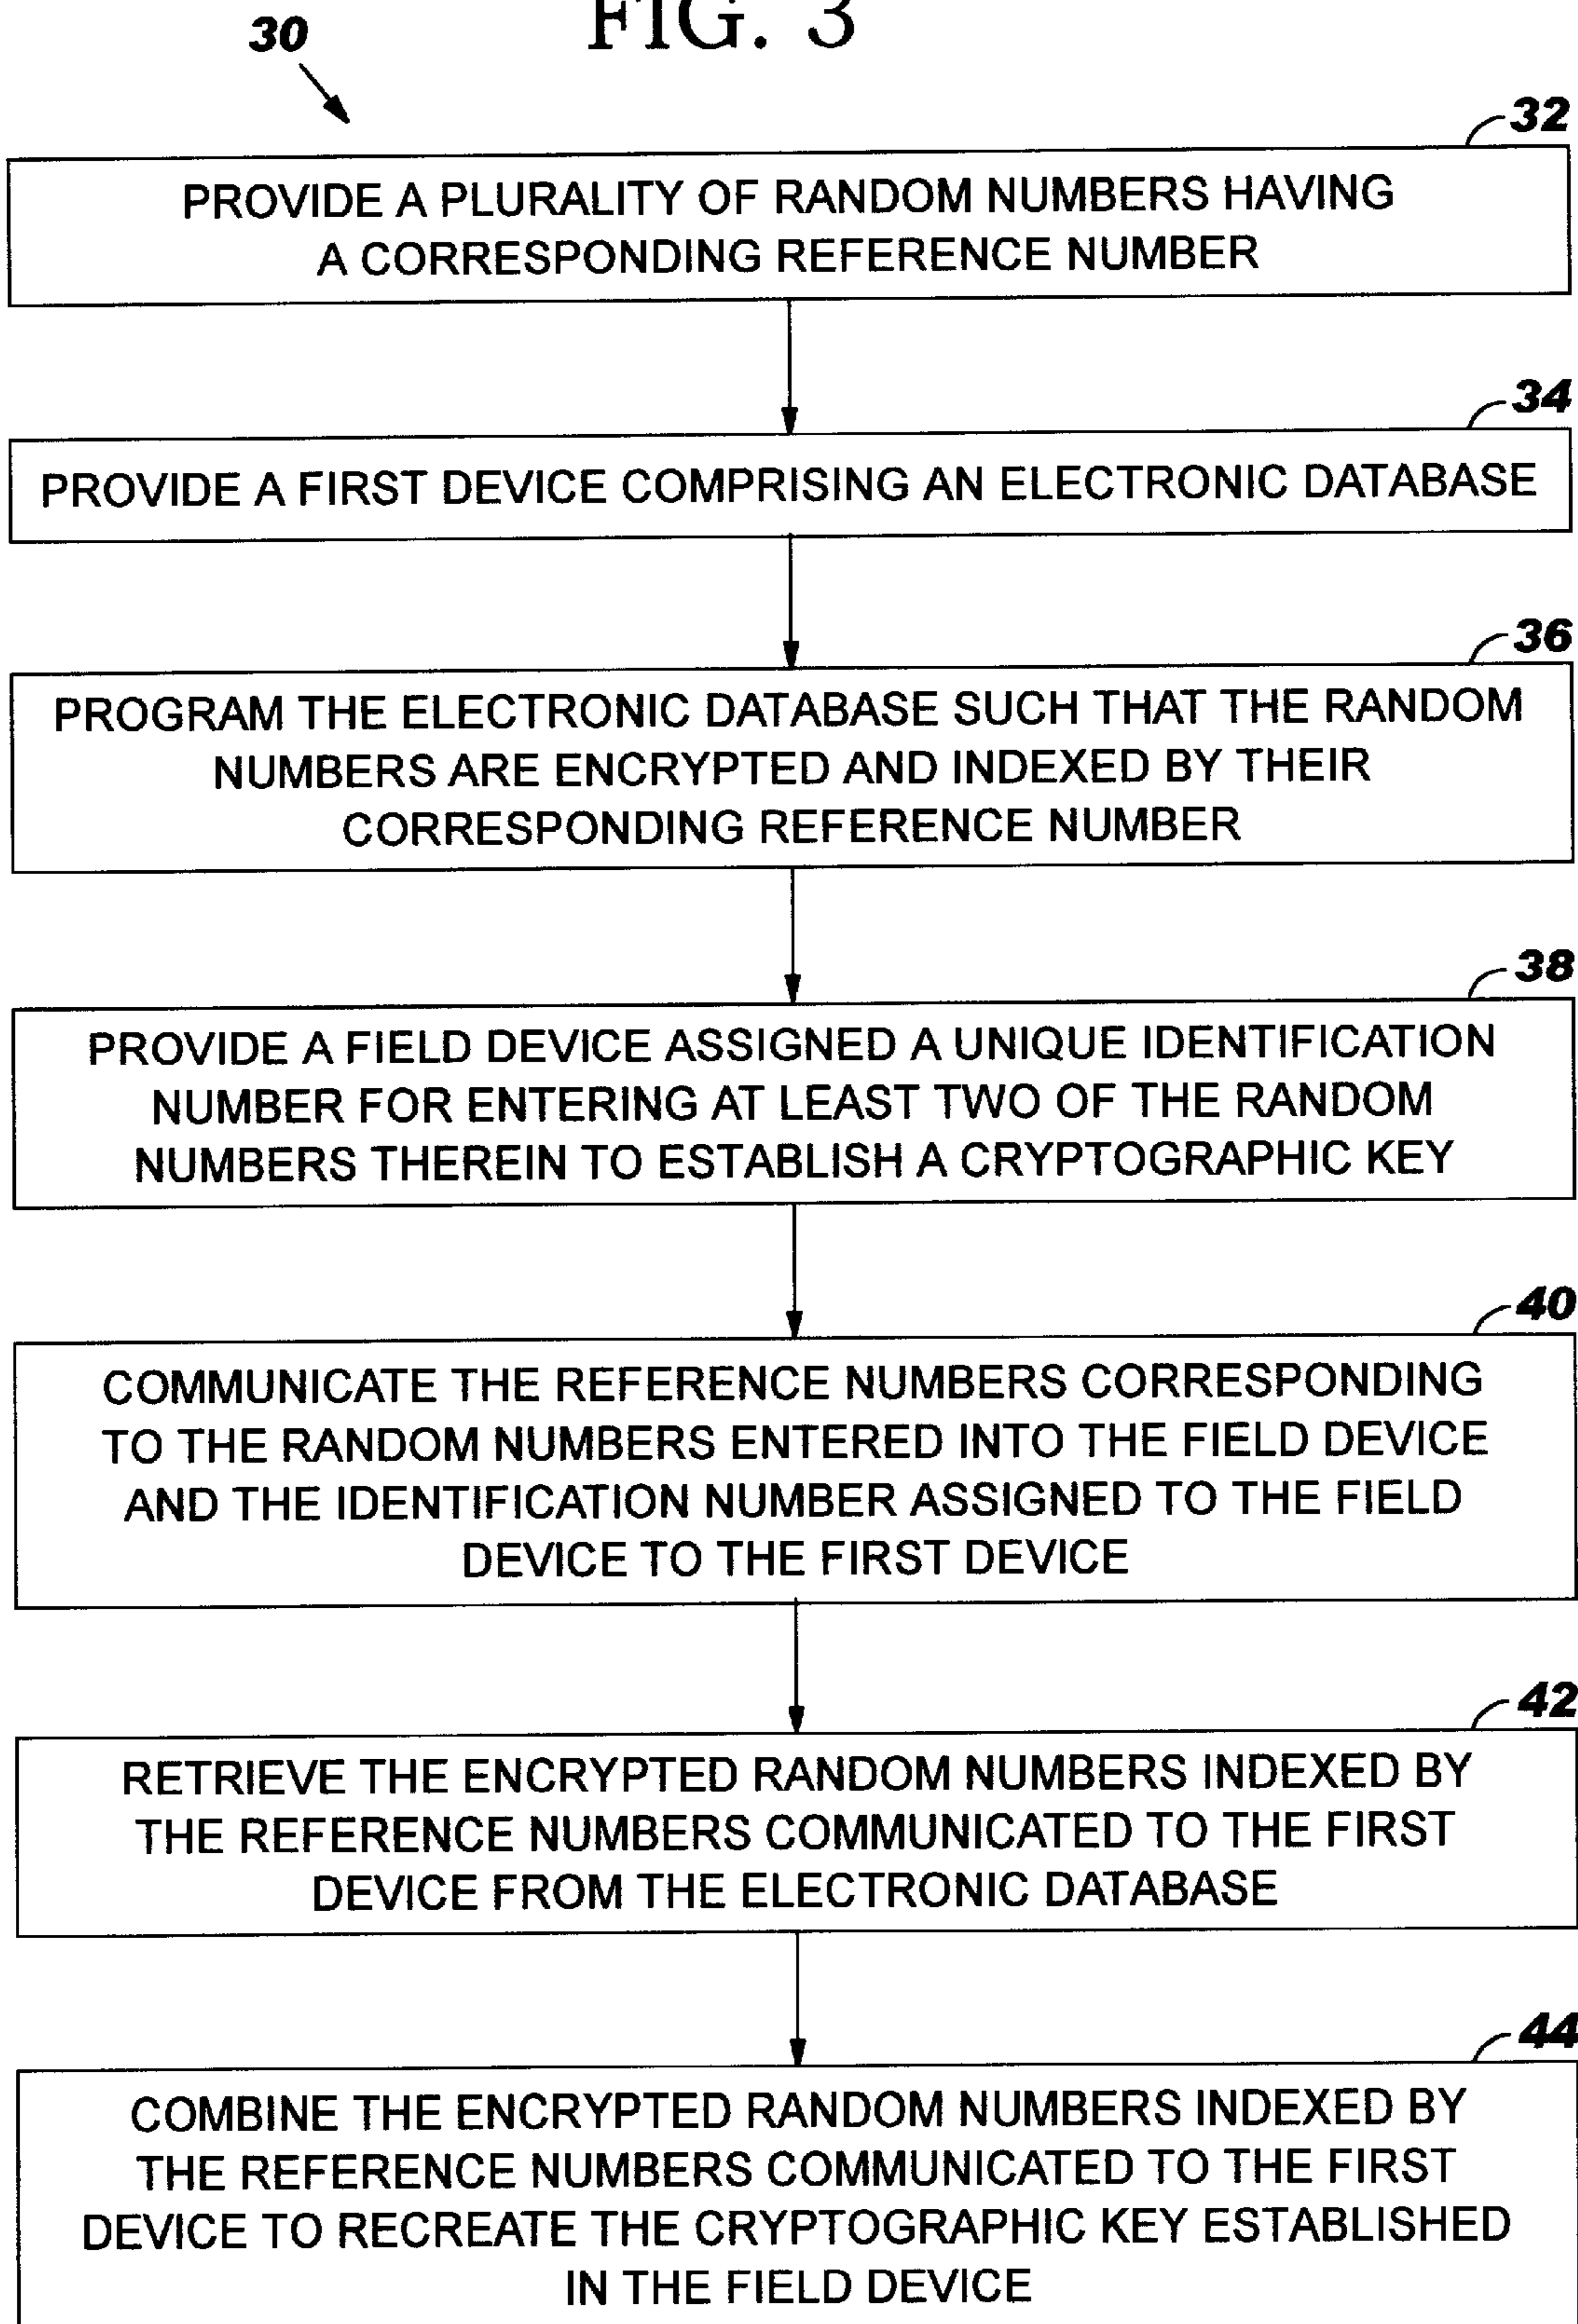 FIG. 3
30
32
PROVIDE A PLURALITY OF RANDOM NUMBERS HAVING
A CORRESPONDING REFERENCE NUMBER
34
PROVIDE A FIRST DEVICE COMPRISING AN ELECTRONIC DATABASE
36
PROGRAM THE ELECTRONIC DATABASE SUCH THAT THE RANDOM
NUMBERS ARE ENCRYPTED AND INDEXED BY THEIR
CORRESPONDING REFERENCE NUMBER
38
PROVIDE A FIELD DEVICE ASSIGNED A UNIQUE IDENTIFICATION
NUMBER FOR ENTERING AT LEAST TWO OF THE RANDOM
NUMBERS THEREIN TO ESTABLISH A CRYPTOGRAPHIC KEY
40
COMMUNICATE THE REFERENCE NUMBERS CORRESPONDING
TO THE RANDOM NUMBERS ENTERED INTO THE FIELD DEVICE
AND THE IDENTIFICATION NUMBER ASSIGNED TO THE FIELD
DEVICE TO THE FIRST DEVICE
42
RETRIEVE THE ENCRYPTED RANDOM NUMBERS INDEXED BY
THE REFERENCE NUMBERS COMMUNICATED TO THE FIRST
DEVICE FROM THE ELECTRONIC DATABASE
44
COMBINE THE ENCRYPTED RANDOM NUMBERS INDEXED BY
THE REFERENCE NUMBERS COMMUNICATED TO THE FIRST
DEVICE TO RECREATE THE CRYPTOGRAPHIC KEY ESTABLISHED
IN THE FIELD DEVICE